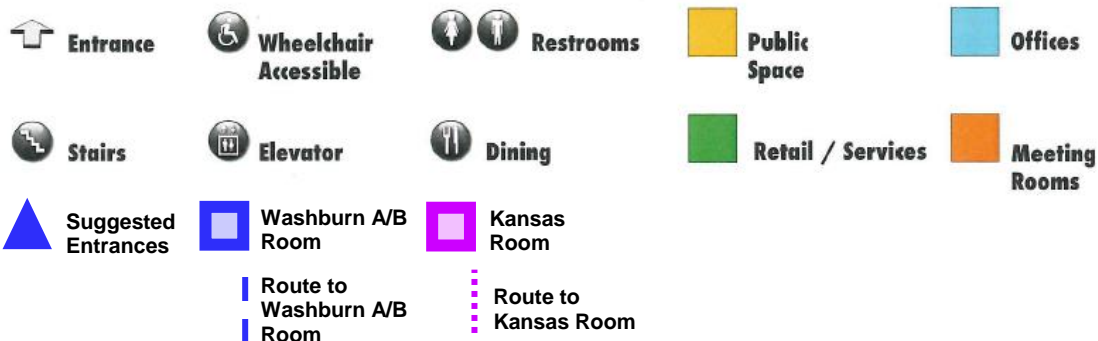 Entrance
Wheelchair
Accessible
Restrooms
Public
Space
Offices
Stairs
Elevator
Dining
Retail / Services
Meeting
Rooms
Suggested
Entrances
Washburn A/B
Room
Kansas
Room
Route to
Washburn A/B
Room
Route to
Kansas Room